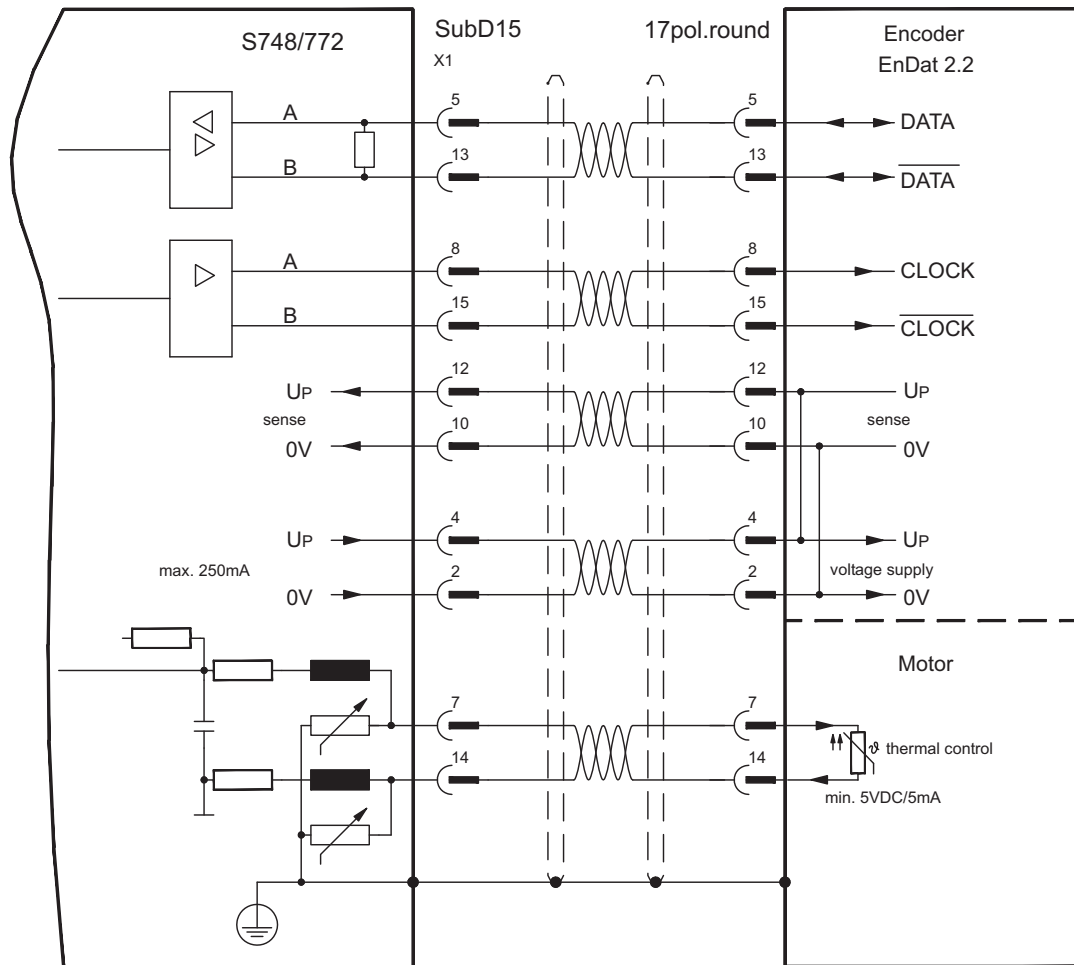 S748/772
SubD15
17pol.round
Encoder
EnDat 2.2
X1
A
5
5
DATA
B
13
13
DATA
A
8
8
CLOCK
B
15
15
CLOCK
UP
12
12
UP
sense
sense
0V
10
10
0V
UP
4
4
UP
max. 250mA
voltage supply
0V
2
2
0V
Motor
7
7
ϑ thermal control
14
14
min. 5VDC/5mA